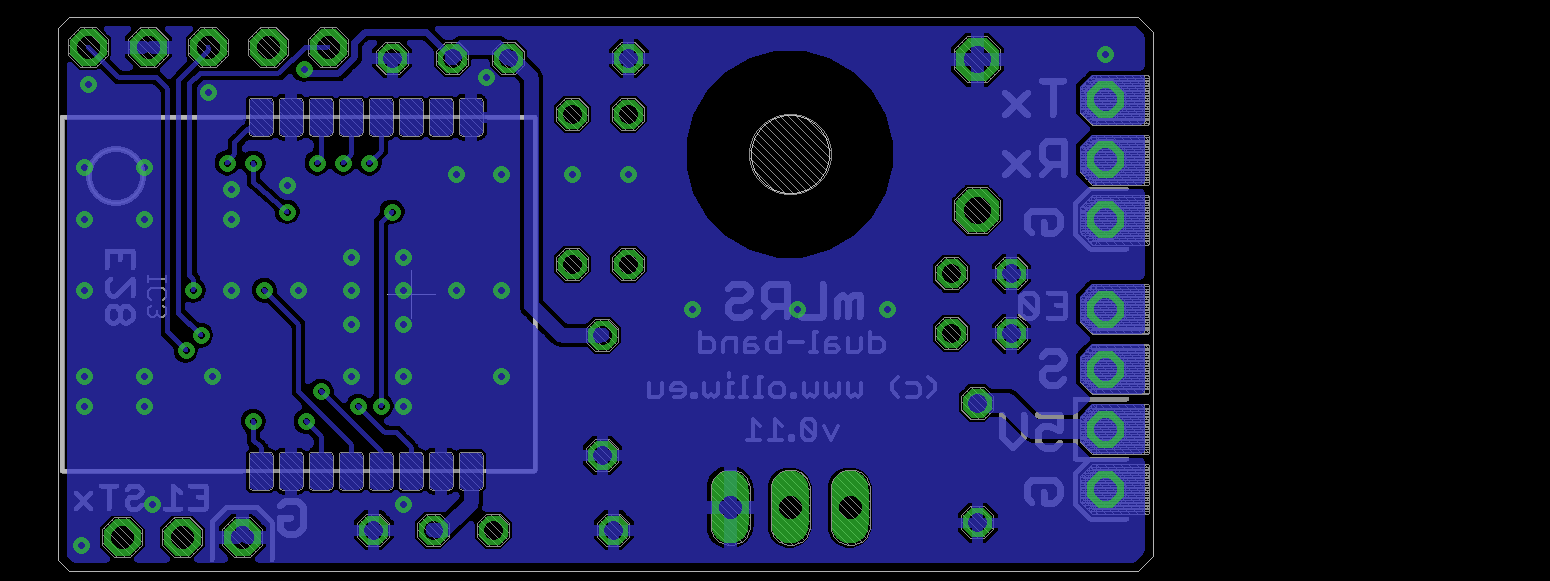 Tx
Rx
G
E28
IC3
mLRS
E0
dual-band
S
(c) www.olliw.eu
5V
v0.11
G
E1
STx
G